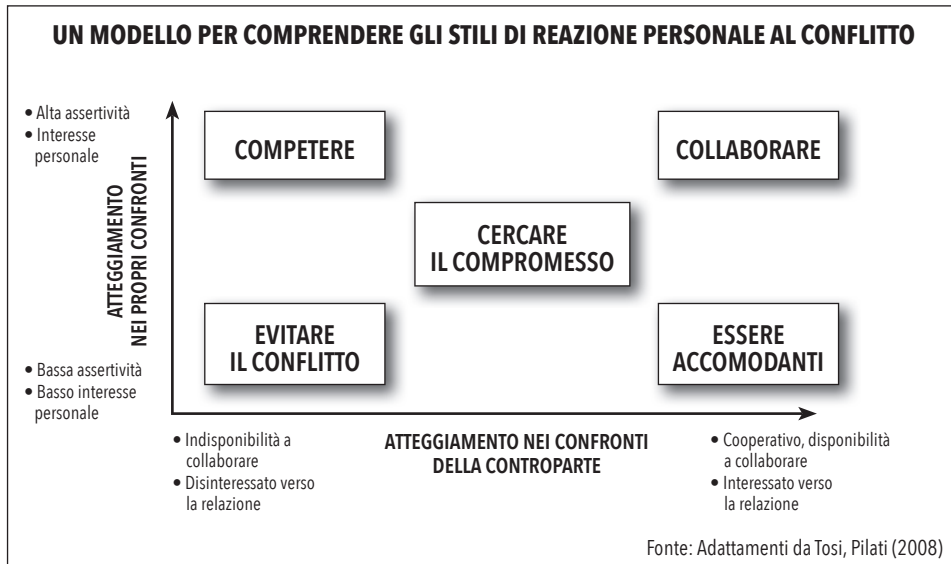 UN MODELLO PER COMPRENDERE GLI STILI DI REAZIONE PERSONALE AL CONFLITTO
• Alta assertività
• Interesse
personale
ATTEGGIAMENTO
NEI PROPRI CONFRONTI
• Bassa assertività
• Basso interesse
personale
COMPETERE
COLLABORARE
CERCARE
IL COMPROMESSO
EVITARE
IL CONFLITTO
ESSERE
ACCOMODANTI
• Indisponibilità a
collaborare
• Disinteressato verso
la relazione
ATTEGGIAMENTO NEI CONFRONTI
DELLA CONTROPARTE
• Cooperativo, disponibilità
a collaborare
• Interessato verso
la relazione
Fonte: Adattamenti da Tosi, Pilati (2008)